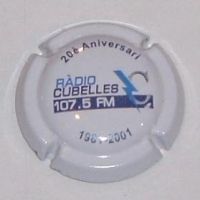 20è Aniversari
RÀDIO
CUBELLES
107.5 FM
1981-2001